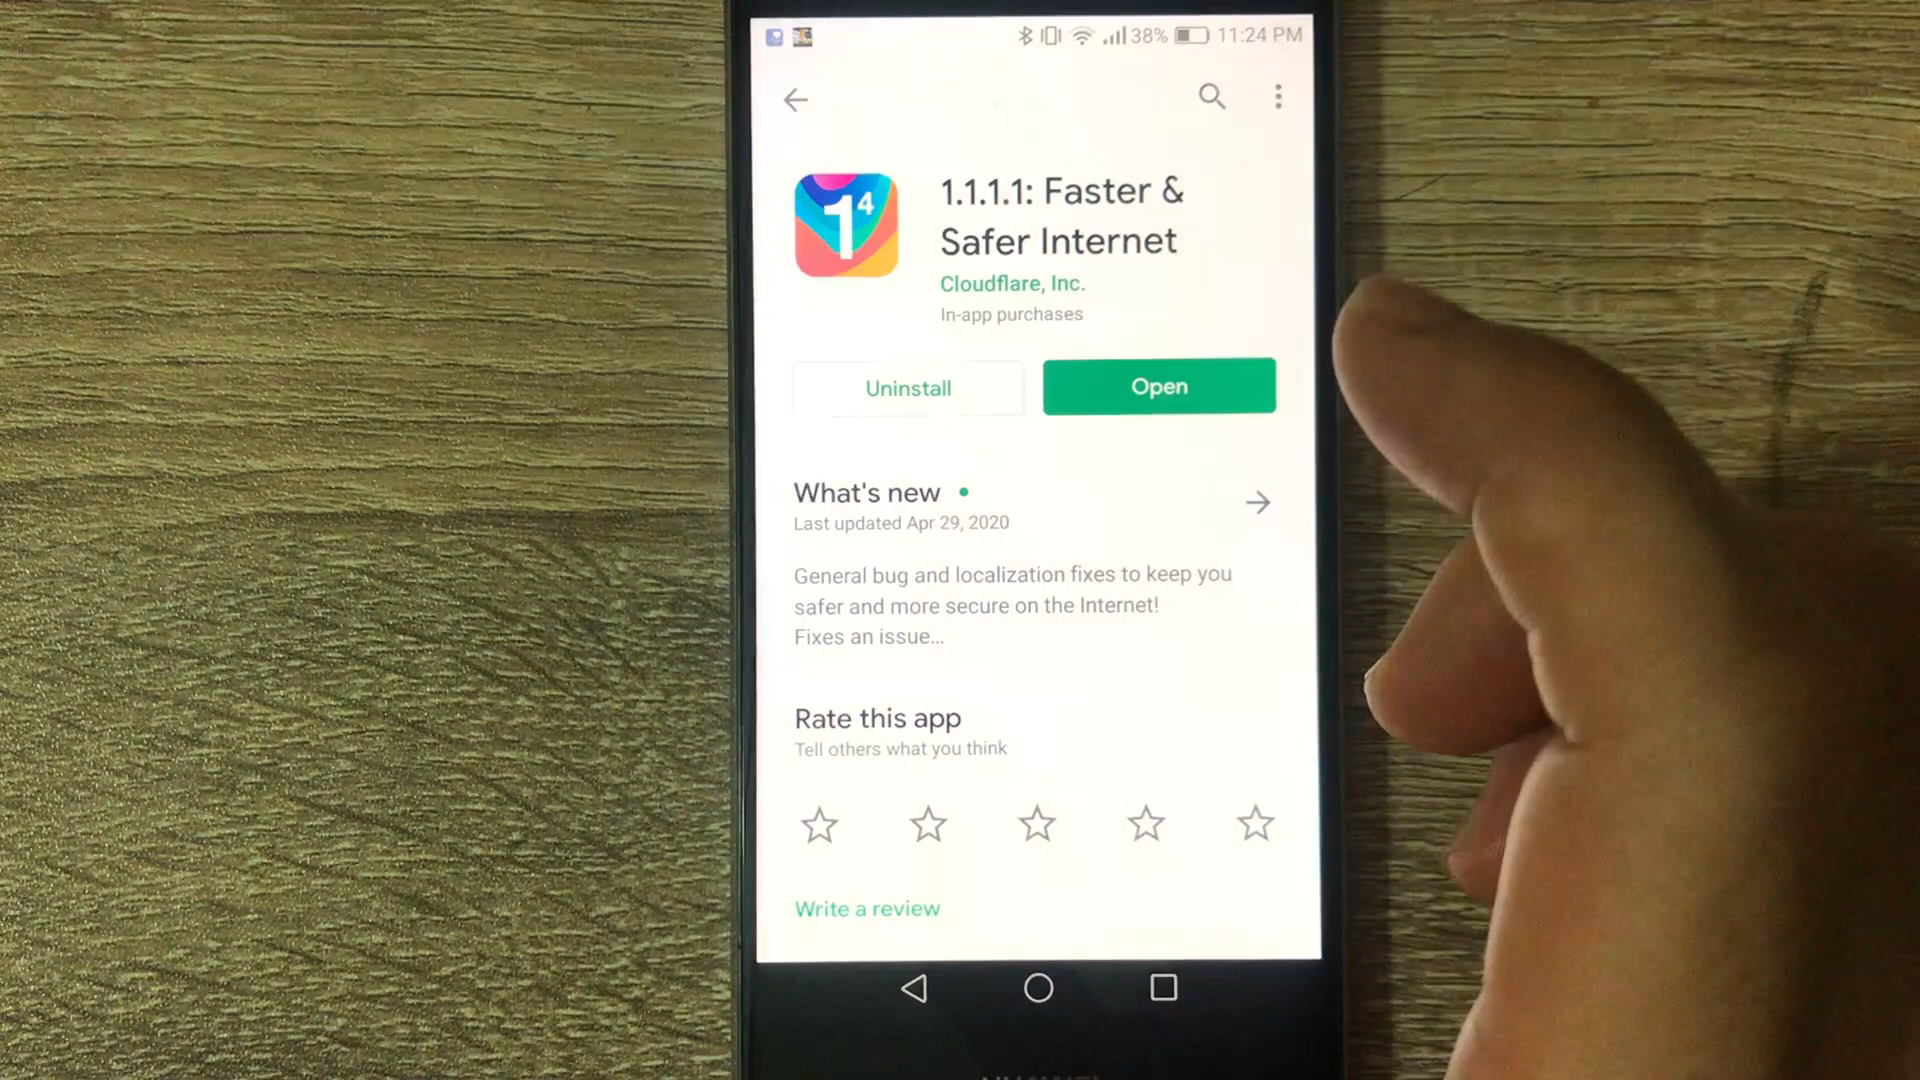 38% 11:24 PM
1⁴
1.1.1.1: Faster &
Safer Internet
Cloudflare, Inc.
In-app purchases
Uninstall
Open
What's new
Last updated Apr 29, 2020
General bug and localization fixes to keep you
safer and more secure on the Internet!
Fixes an issue...
Rate this app
Tell others what you think
Write a review